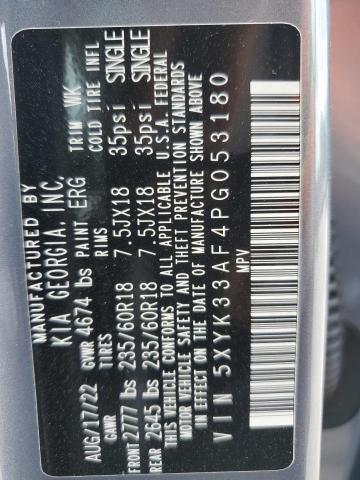 MANUFACTURED BY
KIA GEORGIA, INC.
AUG/17/22 GVWR 4674 lbs PAINT ERG TRIM WK
GAWR TIRES RIMS COLD TIRE INFL
FRONT 2777 lbs 235/60R18 7.5JX18 35psi SINGLE
REAR 2645 lbs 235/60R18 7.5JX18 35psi SINGLE
THIS VEHICLE CONFORMS TO ALL APPLICABLE U.S.A. FEDERAL
MOTOR VEHICLE SAFETY AND THEFT PREVENTION STANDARDS
IN EFFECT ON THE DATE OF MANUFACTURE SHOWN ABOVE
MPV
VIN 5XYK33AF4PG053180